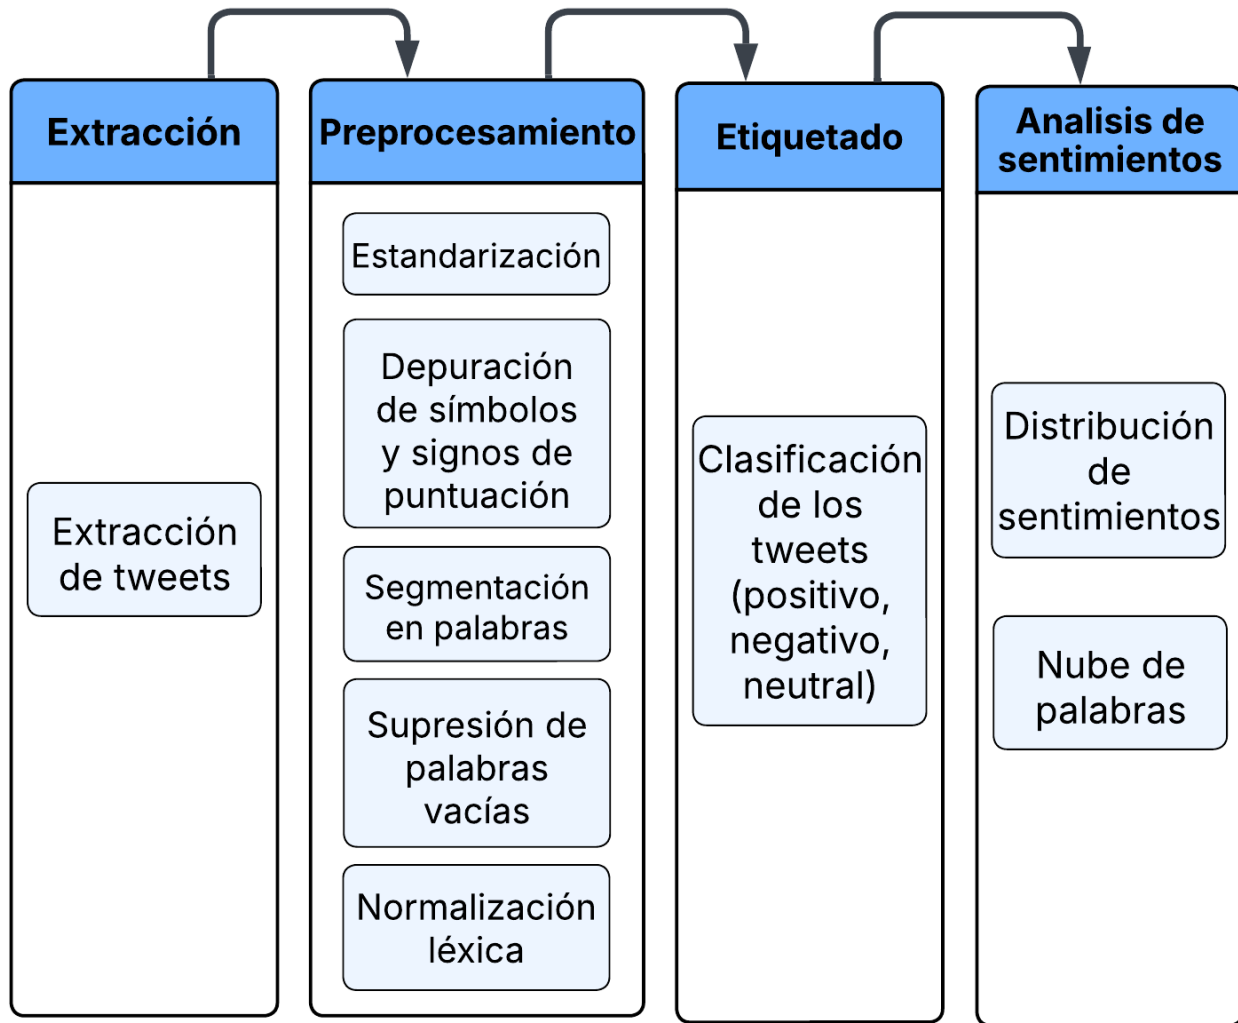 Extracción
Extracción
de tweets
Preprocesamiento
Estandarización
Depuración
de símbolos
y signos de
puntuación
Segmentación
en palabras
Supresión de
palabras
vacías
Normalización
léxica
Etiquetado
Clasificación
de los
tweets
(positivo,
negativo,
neutral)
Analisis de
sentimientos
Distribución
de
sentimientos
Nube de
palabras